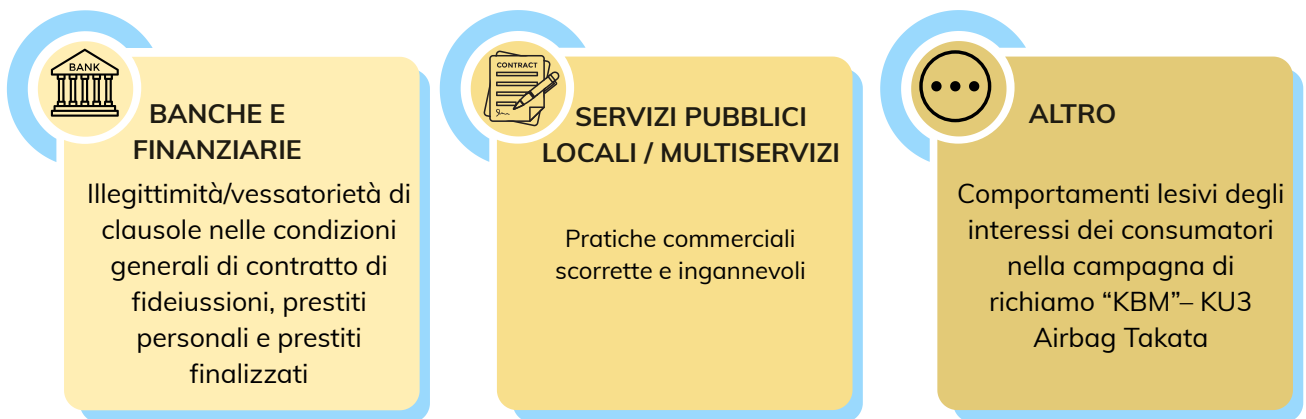 BANK
BANCHE E
FINANZIARIE
Illegittimità/vessatorietà di
clausole nelle condizioni
generali di contratto di
fideiussioni, prestiti
personali e prestiti
finalizzati
CONTRACT
SERVIZI PUBBLICI
LOCALI / MULTISERVIZI
Pratiche commerciali
scorrette e ingannevoli
ALTRO
Comportamenti lesivi degli
interessi dei consumatori
nella campagna di
richiamo “KBM”– KU3
Airbag Takata